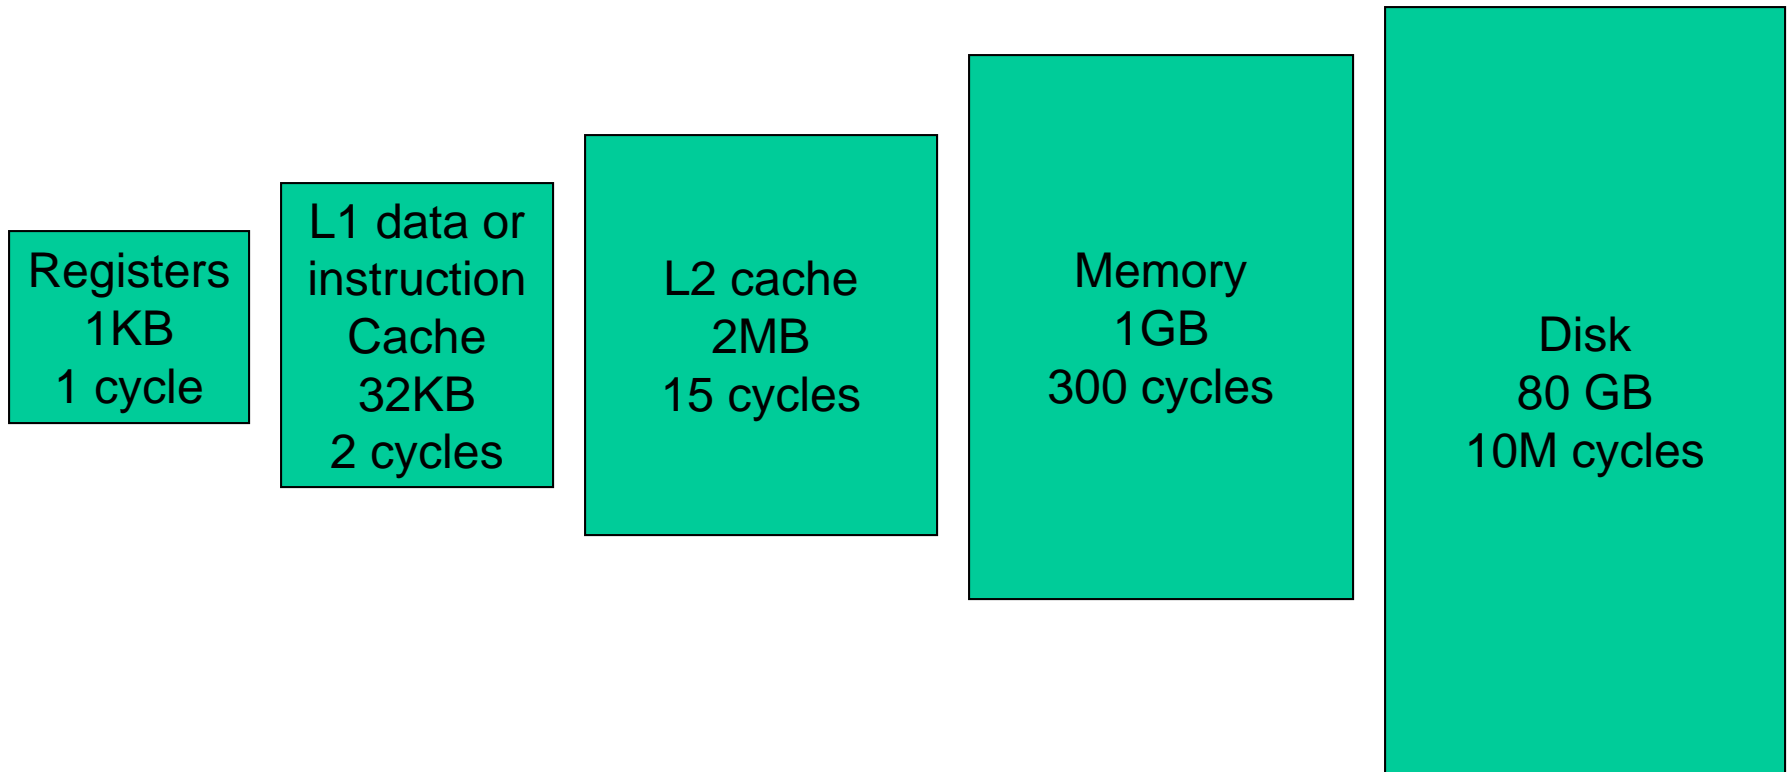 Registers
1KB
1 cycle
L1 data or
instruction
Cache
32KB
2 cycles
L2 cache
2MB
15 cycles
Memory
1GB
300 cycles
Disk
80 GB
10M cycles